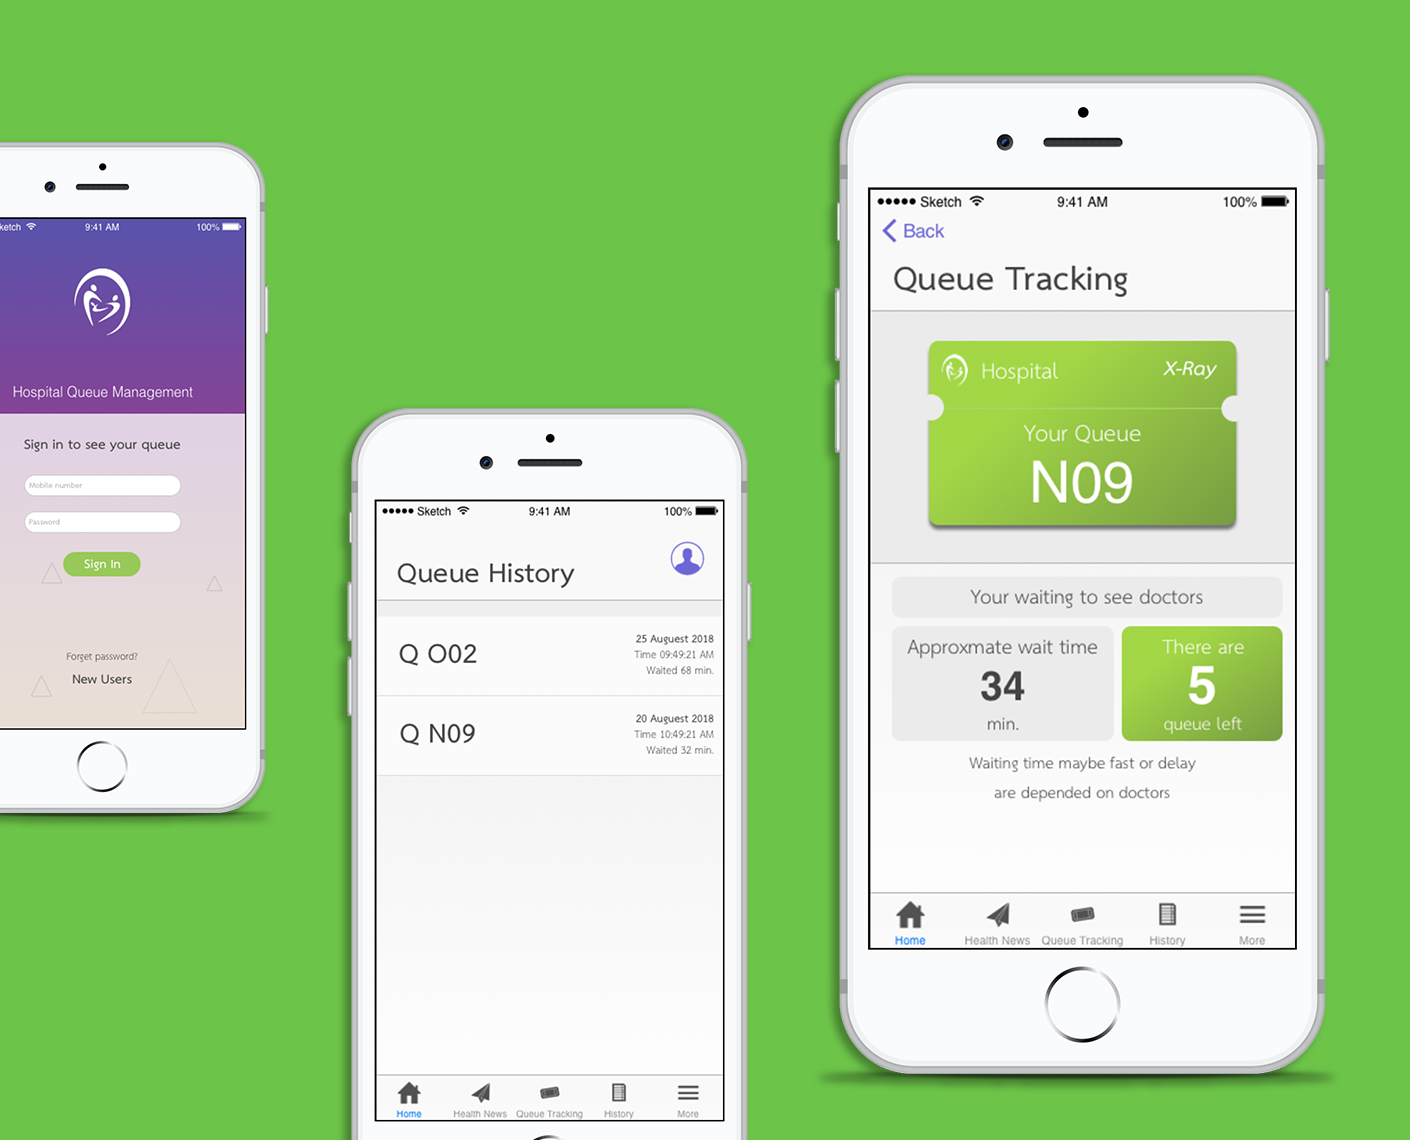 ketch 9:41 AM 100%
Hospital Queue Management
Sign in to see your queue
Mobile number
Password
Sign In
Forget password?
New Users
Sketch 9:41 AM 100%
Queue History
Q O02
25 Auguest 2018
Time 09:49:21 AM
Waited 68 min.
Q N09
20 Auguest 2018
Time 10:49:21 AM
Waited 32 min.
Home Health News Queue Tracking History More
Sketch 9:41 AM 100%
Back
Queue Tracking
Hospital X-Ray
Your Queue
N09
Your waiting to see doctors
Approxmate wait time
34
min.
There are
5
queue left
Waiting time maybe fast or delay
are depended on doctors
Home Health News Queue Tracking History More